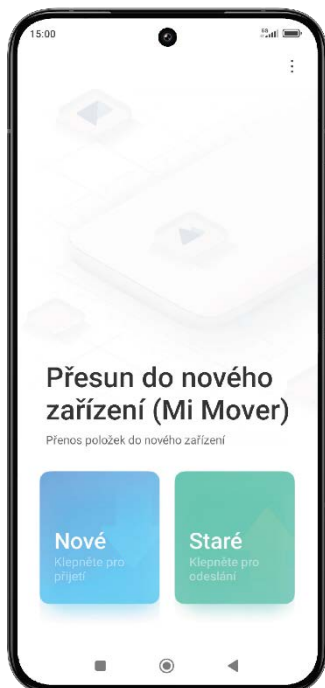 15:00
Přesun do nového
zařízení (Mi Mover)
Přenos položek do nového zařízení
Nové
Klepněte pro
přijetí
Staré
Klepněte pro
odeslání